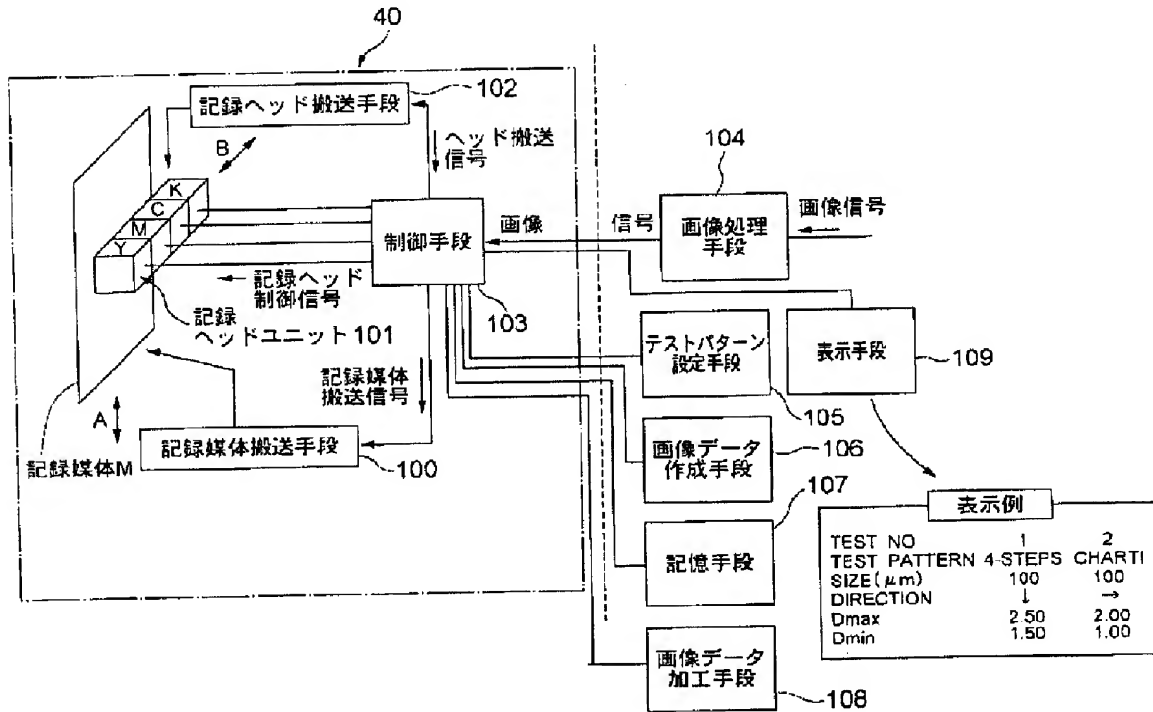 40
記録ヘッド搬送手段
102
B
ヘッド搬送
信号
K
C
M
Y
制御手段
103
画像
信号
104
画像処理
手段
画像信号
記録ヘッド
制御信号
記録
ヘッドユニット101
記録媒体
搬送信号
A
記録媒体M
記録媒体搬送手段
100
テストパターン
設定手段
105
表示手段
109
画像データ
作成手段
106
107
記憶手段
画像データ
加工手段
108
表示例
TEST NO 1 2
TEST PATTERN 4-STEPS CHARTI
SIZE(μm) 100 100
DIRECTION ↓ →
Dmax 2.50 2.00
Dmin 1.50 1.00